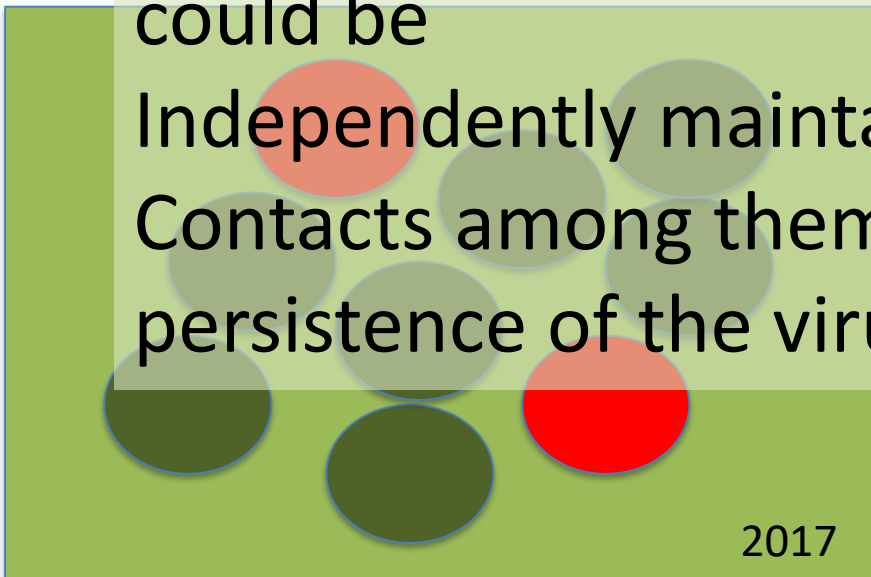 could be
Independently mainta
Contacts among them
persistence of the viru
2017